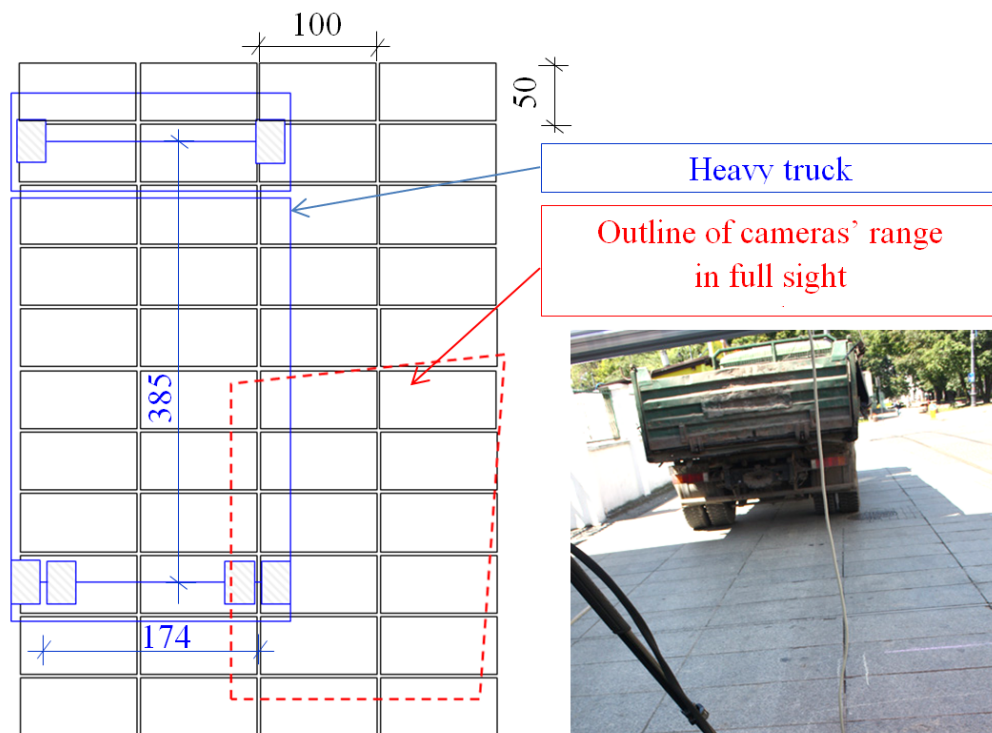 100
50
Heavy truck
Outline of cameras’ range
in full sight
385
174